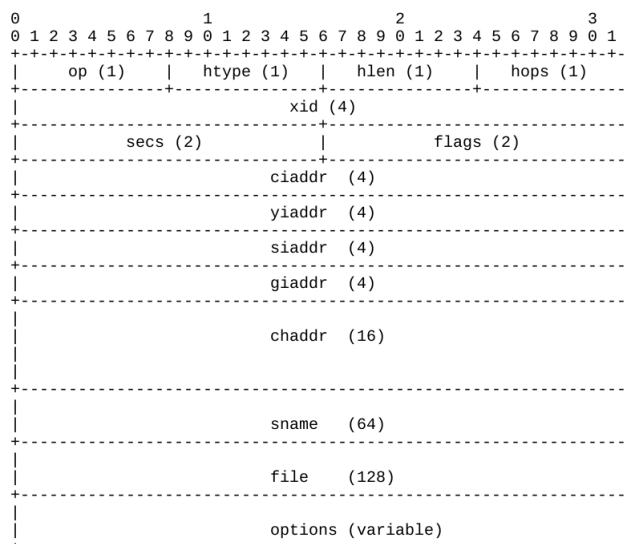 0                   1                   2                   3
0 1 2 3 4 5 6 7 8 9 0 1 2 3 4 5 6 7 8 9 0 1 2 3 4 5 6 7 8 9 0 1
+-+-+-+-+-+-+-+-+-+-+-+-+-+-+-+-+-+-+-+-+-+-+-+-+-+-+-+-+-+-+-+-
|     op (1)    |   htype (1)   |   hlen (1)    |   hops (1)
+---------------+---------------+---------------+---------------
|                            xid (4)
+-------------------------------+-------------------------------
|           secs (2)            |           flags (2)
+-------------------------------+-------------------------------
|                          ciaddr  (4)
+---------------------------------------------------------------
|                          yiaddr  (4)
+---------------------------------------------------------------
|                          siaddr  (4)
+---------------------------------------------------------------
|                          giaddr  (4)
+---------------------------------------------------------------
|
|                          chaddr  (16)
|
|
+---------------------------------------------------------------
|
|                          sname   (64)
+---------------------------------------------------------------
|
|                          file    (128)
+---------------------------------------------------------------
|
|                          options (variable)